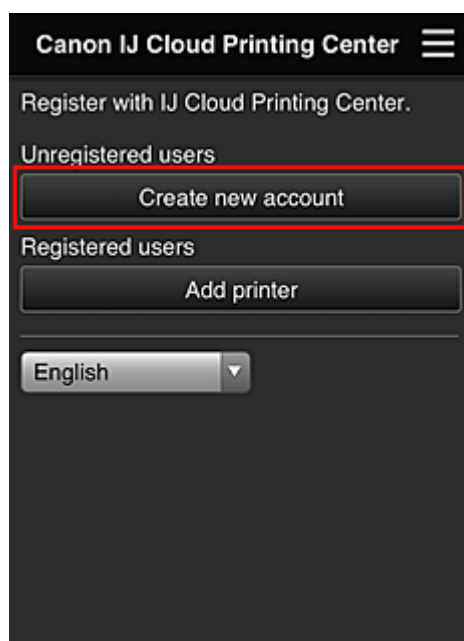 Canon IJ Cloud Printing Center
Register with IJ Cloud Printing Center.
Unregistered users
Create new account
Registered users
Add printer
English